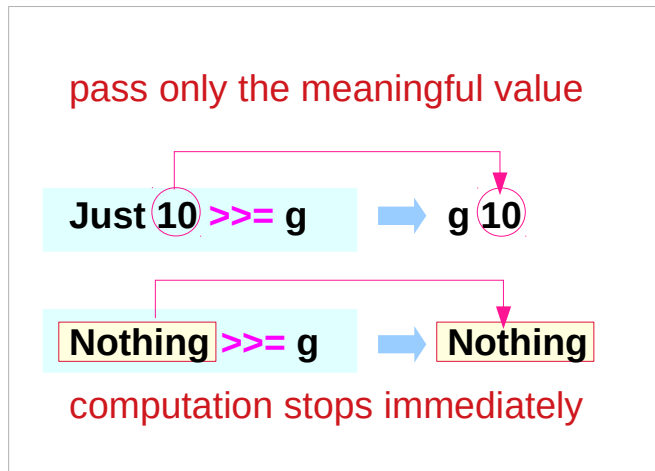 pass only the meaningful value
Just 10 >>= g g 10
Nothing >>= g Nothing
computation stops immediately